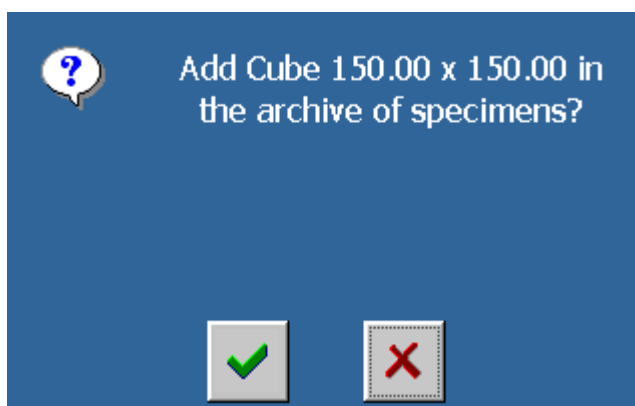 Add Cube 150.00 x 150.00 in
the archive of specimens?